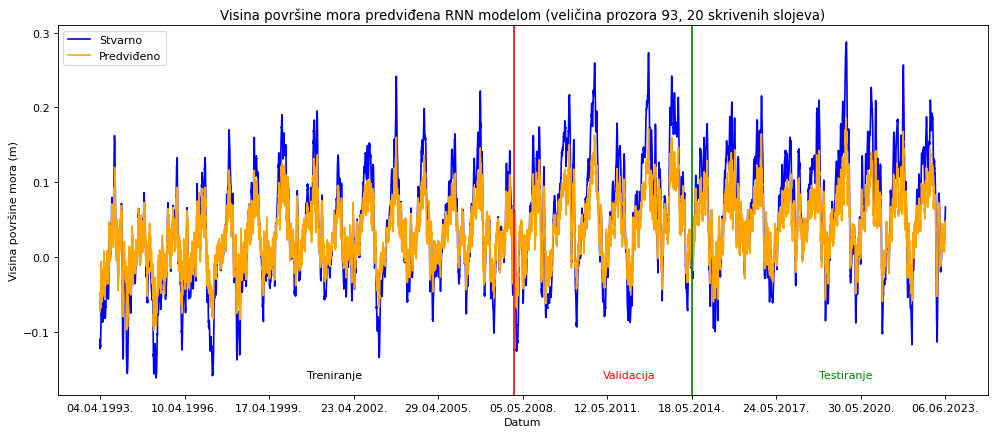 Visina površine mora predviđena RNN modelom (veličina prozora 93, 20 skrivenih slojeva)
Stvarno
Predviđeno
Visina površine mora (m)
0.3
0.2
0.1
0.0
−0.1
Treniranje
Validacija
Testiranje
04.04.1993. 10.04.1996. 17.04.1999. 23.04.2002. 29.04.2005. 05.05.2008. 12.05.2011. 18.05.2014. 24.05.2017. 30.05.2020. 06.06.2023.
Datum